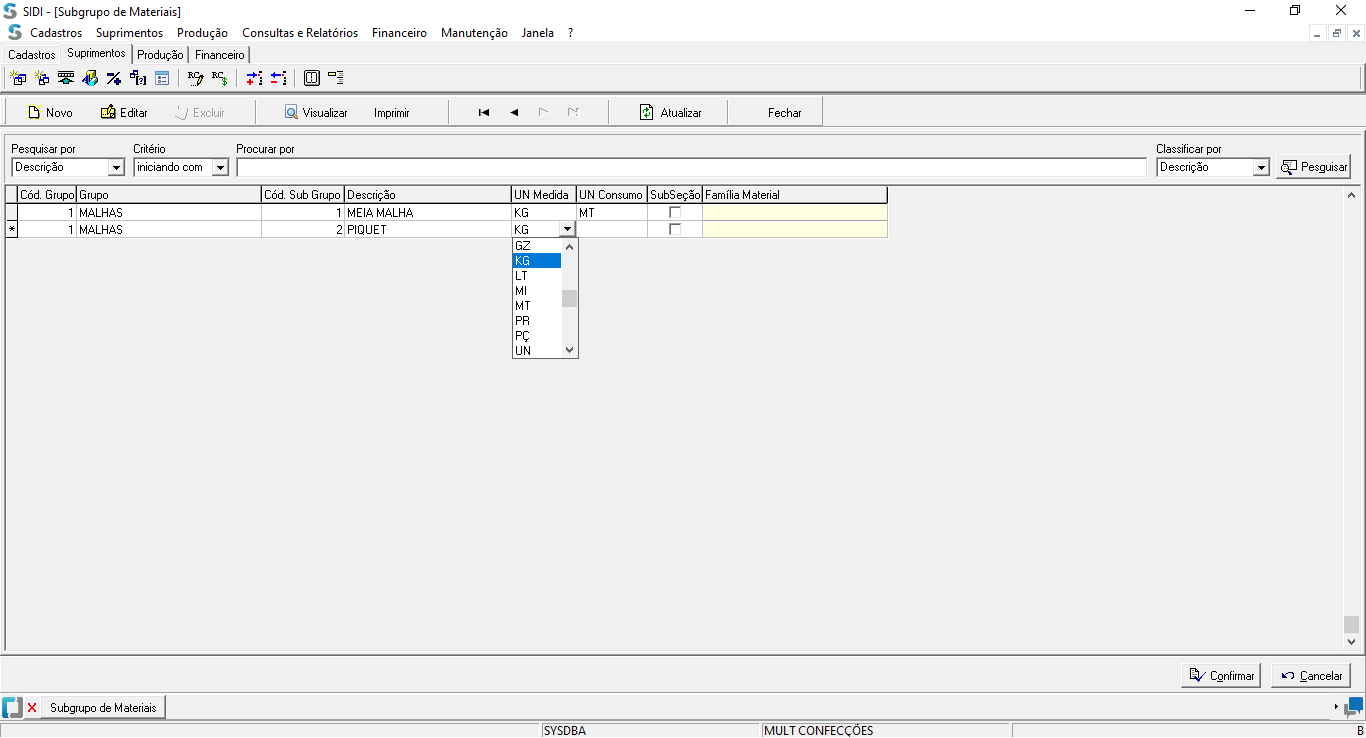 SIDI - [Subgrupo de Materiais]
Cadastros Suprimentos Produção Consultas e Relatórios Financeiro Manutenção Janela ?
Cadastros Suprimentos Produção Financeiro
Novo Editar Excluir Visualizar Imprimir Atualizar Fechar
Pesquisar por Critério Procurar por Classificar por
Descrição iniciando com Descrição Pesquisar
Cód. Grupo Grupo Cód. Sub Grupo Descrição UN Medida UN Consumo SubSeção Família Material
1 MALHAS 1 MEIA MALHA KG MT
* 1 MALHAS 2 PIQUET KG
GZ
KG
LT
MI
MT
PR
PÇ
UN
Confirmar Cancelar
Subgrupo de Materiais
SYSDBA MULT CONFECÇÕES B